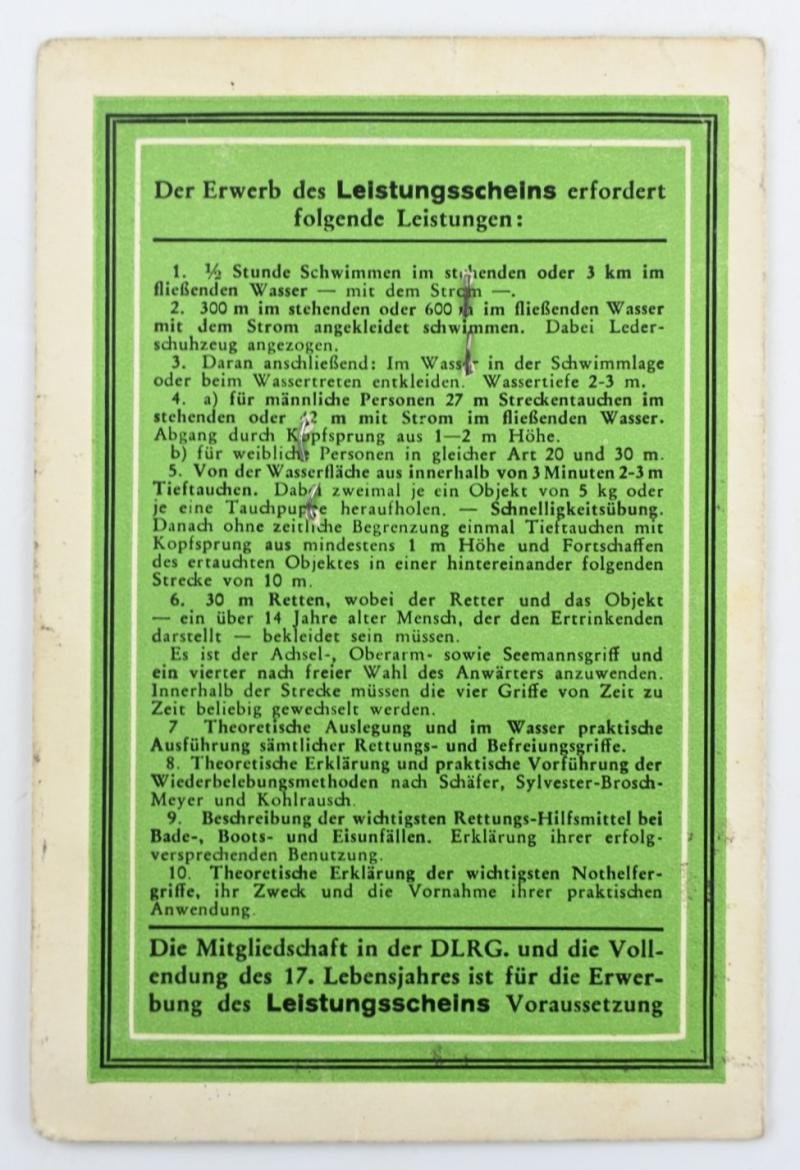 Der Erwerb des Leistungsscheins erfordert
folgende Leistungen:
1. ½ Stunde Schwimmen im stehenden oder 3 km im
fließenden Wasser — mit dem Strom —.
2. 300 m im stehenden oder 600 m im fließenden Wasser
mit dem Strom angekleidet schwimmen. Dabei Leder-
schuhzeug angezogen.
3. Daran anschließend: Im Wasser in der Schwimmlage
oder beim Wassertreten entkleiden. Wassertiefe 2-3 m.
4. a) für männliche Personen 27 m Streckentauchen im
stehenden oder 42 m mit Strom im fließenden Wasser.
Abgang durch Kopfsprung aus 1—2 m Höhe.
b) für weibliche Personen in gleicher Art 20 und 30 m.
5. Von der Wasserfläche aus innerhalb von 3 Minuten 2-3 m
Tieftauchen. Dabei zweimal je ein Objekt von 5 kg oder
je eine Tauchpuppe heraufholen. — Schnelligkeitsübung.
Danach ohne zeitliche Begrenzung einmal Tieftauchen mit
Kopfsprung aus mindestens 1 m Höhe und Fortschaffen
des ertauchten Objektes in einer hintereinander folgenden
Strecke von 10 m.
6. 30 m Retten, wobei der Retter und das Objekt
— ein über 14 Jahre alter Mensch, der den Ertrinkenden
darstellt — bekleidet sein müssen.
Es ist der Achsel-, Oberarm- sowie Seemannsgriff und
ein vierter nach freier Wahl des Anwärters anzuwenden.
Innerhalb der Strecke müssen die vier Griffe von Zeit zu
Zeit beliebig gewechselt werden.
7 Theoretische Auslegung und im Wasser praktische
Ausführung sämtlicher Rettungs- und Befreiungsgriffe.
8. Theoretische Erklärung und praktische Vorführung der
Wiederbelebungsmethoden nach Schäfer, Sylvester-Brosch-
Meyer und Kohlrausch.
9. Beschreibung der wichtigsten Rettungs-Hilfsmittel bei
Bade-, Boots- und Eisunfällen. Erklärung ihrer erfolg-
versprechenden Benutzung.
10. Theoretische Erklärung der wichtigsten Nothelfer-
griffe, ihr Zweck und die Vornahme ihrer praktischen
Anwendung.
Die Mitgliedschaft in der DLRG. und die Voll-
endung des 17. Lebensjahres ist für die Erwer-
bung des Leistungsscheins Voraussetzung